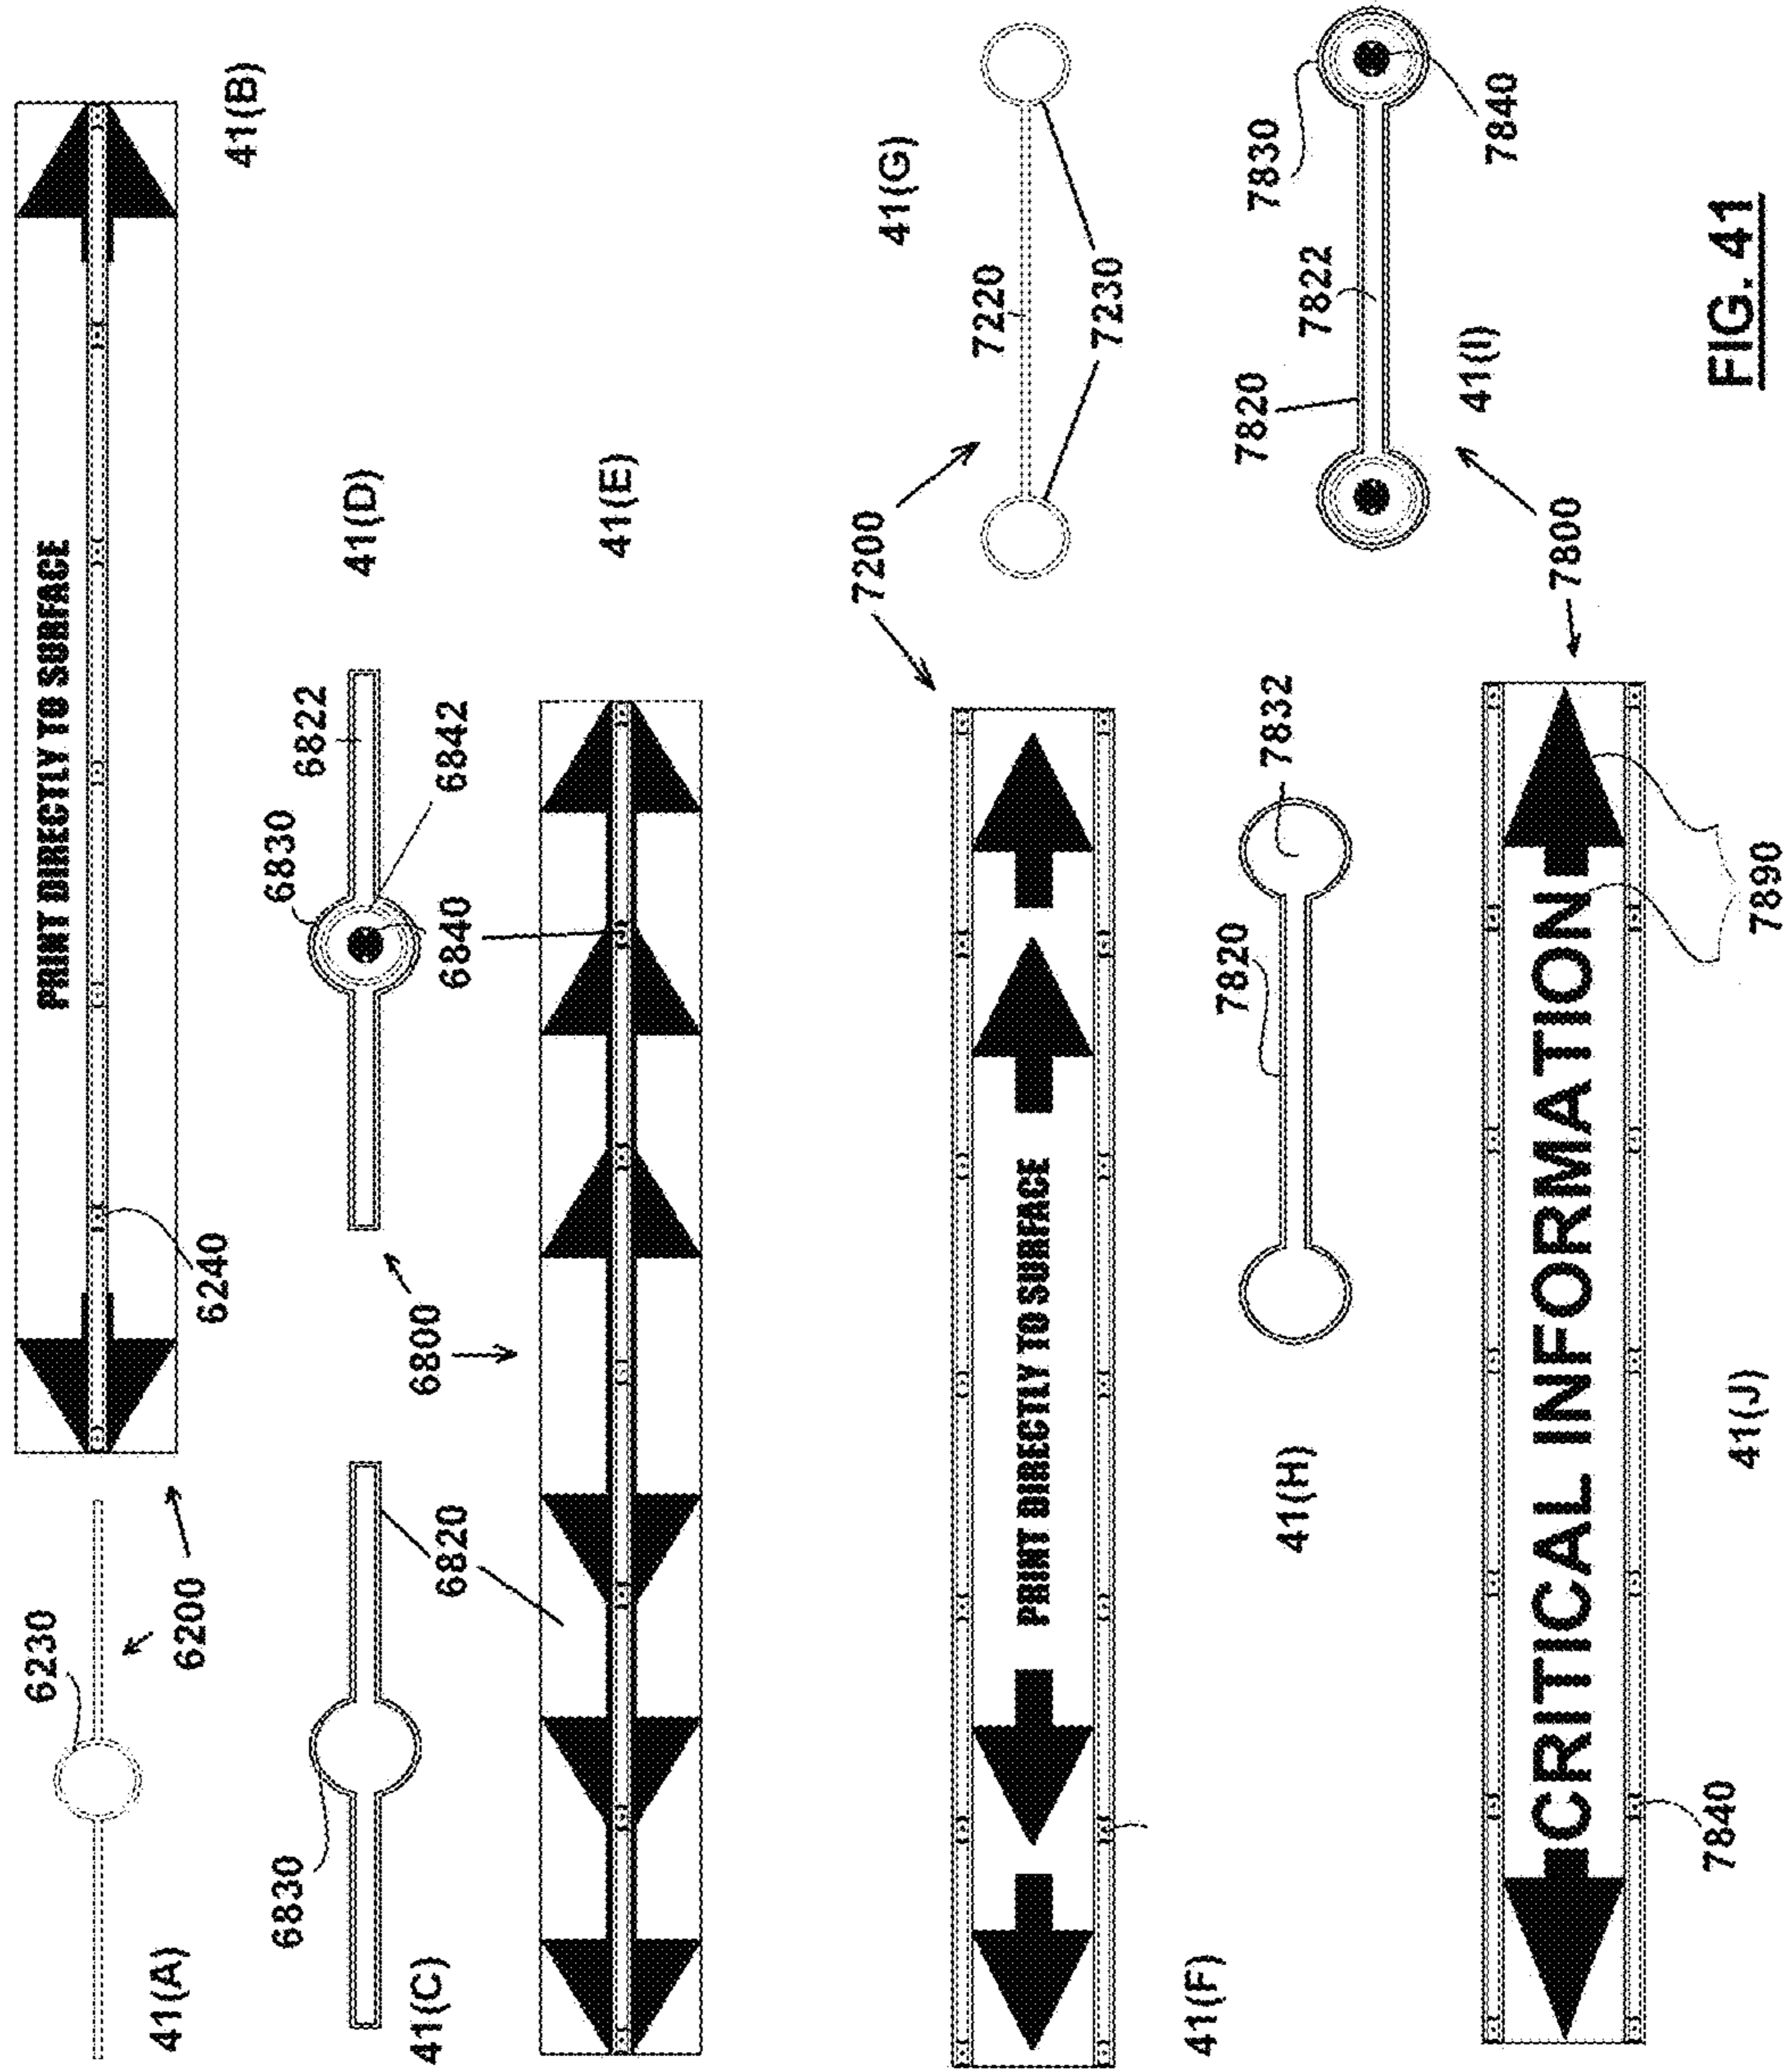 PRINT DIRECTLY TO SURFACE
6240
41(B)
6230
6200
41(A)
6830
6822
6842
6840
41(D)
6830
6800
6820
41(C)
41(E)
7200
7220
7230
41(G)
PRINT DIRECTLY TO SURFACE
41(F)
7820
7832
41(H)
7820
7822
7830
7840
41(I)
7800
CRITICAL INFORMATION
7840
7890
41(J)
FIG. 41